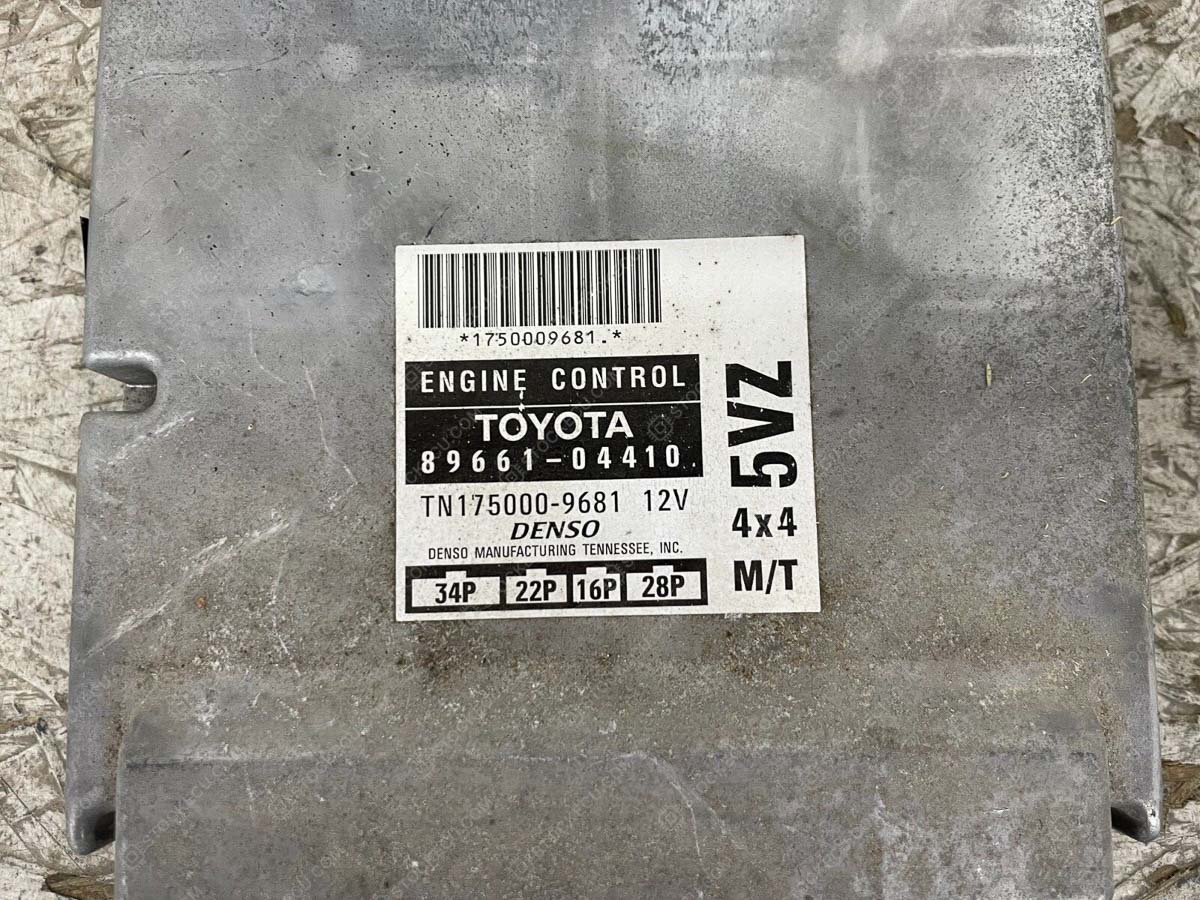 *1750009681.*
ENGINE CONTROL
TOYOTA
89661-04410
TN175000-9681 12V
DENSO
DENSO MANUFACTURING TENNESSEE, INC.
34P 22P 16P 28P
5VZ
4x4
M/T